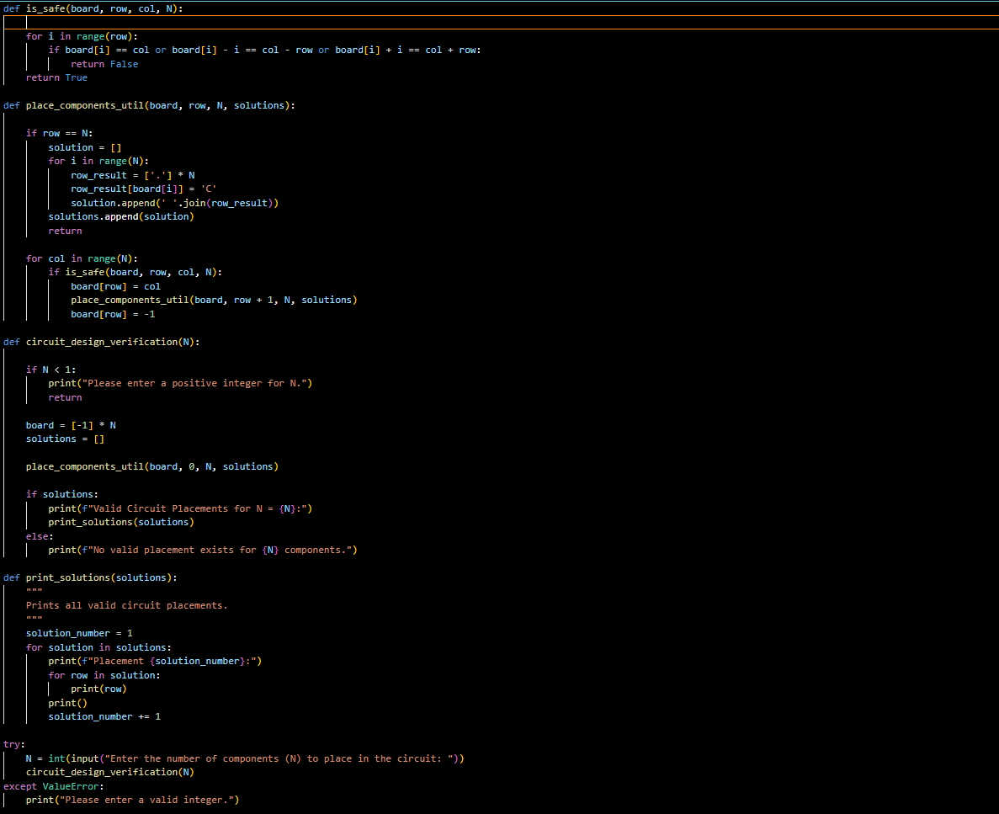 def is_safe(board, row, col, N):
    for i in range(row):
        if board[i] == col or board[i] - i == col - row or board[i] + i == col + row:
            return False
    return True
def place_components_util(board, row, N, solutions):
    if row == N:
        solution = []
        for i in range(N):
            row_result = ['.'] * N
            row_result[board[i]] = 'C'
            solution.append(' '.join(row_result))
        solutions.append(solution)
        return
    for col in range(N):
        if is_safe(board, row, col, N):
            board[row] = col
            place_components_util(board, row + 1, N, solutions)
            board[row] = -1
def circuit_design_verification(N):
    if N < 1:
        print("Please enter a positive integer for N.")
        return
    board = [-1] * N
    solutions = []
    place_components_util(board, 0, N, solutions)
    if solutions:
        print(f"Valid Circuit Placements for N = {N}:")
        print_solutions(solutions)
    else:
        print(f"No valid placement exists for {N} components.")
def print_solutions(solutions):
    """
    Prints all valid circuit placements.
    """
    solution_number = 1
    for solution in solutions:
        print(f"Placement {solution_number}:")
        for row in solution:
            print(row)
        print()
        solution_number += 1
try:
    N = int(input("Enter the number of components (N) to place in the circuit: "))
    circuit_design_verification(N)
except ValueError:
    print("Please enter a valid integer.")